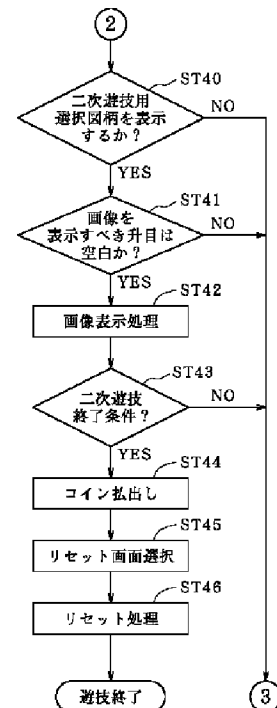 2
ST40
二次遊技用
選択図柄を表示
するか？
NO
YES
ST41
画像を
表示すべき升目は
空白か？
NO
YES
ST42
画像表示処理
ST43
二次遊技
終了条件？
NO
YES
ST44
コイン払出し
ST45
リセット画面選択
ST46
リセット処理
遊技終了
3